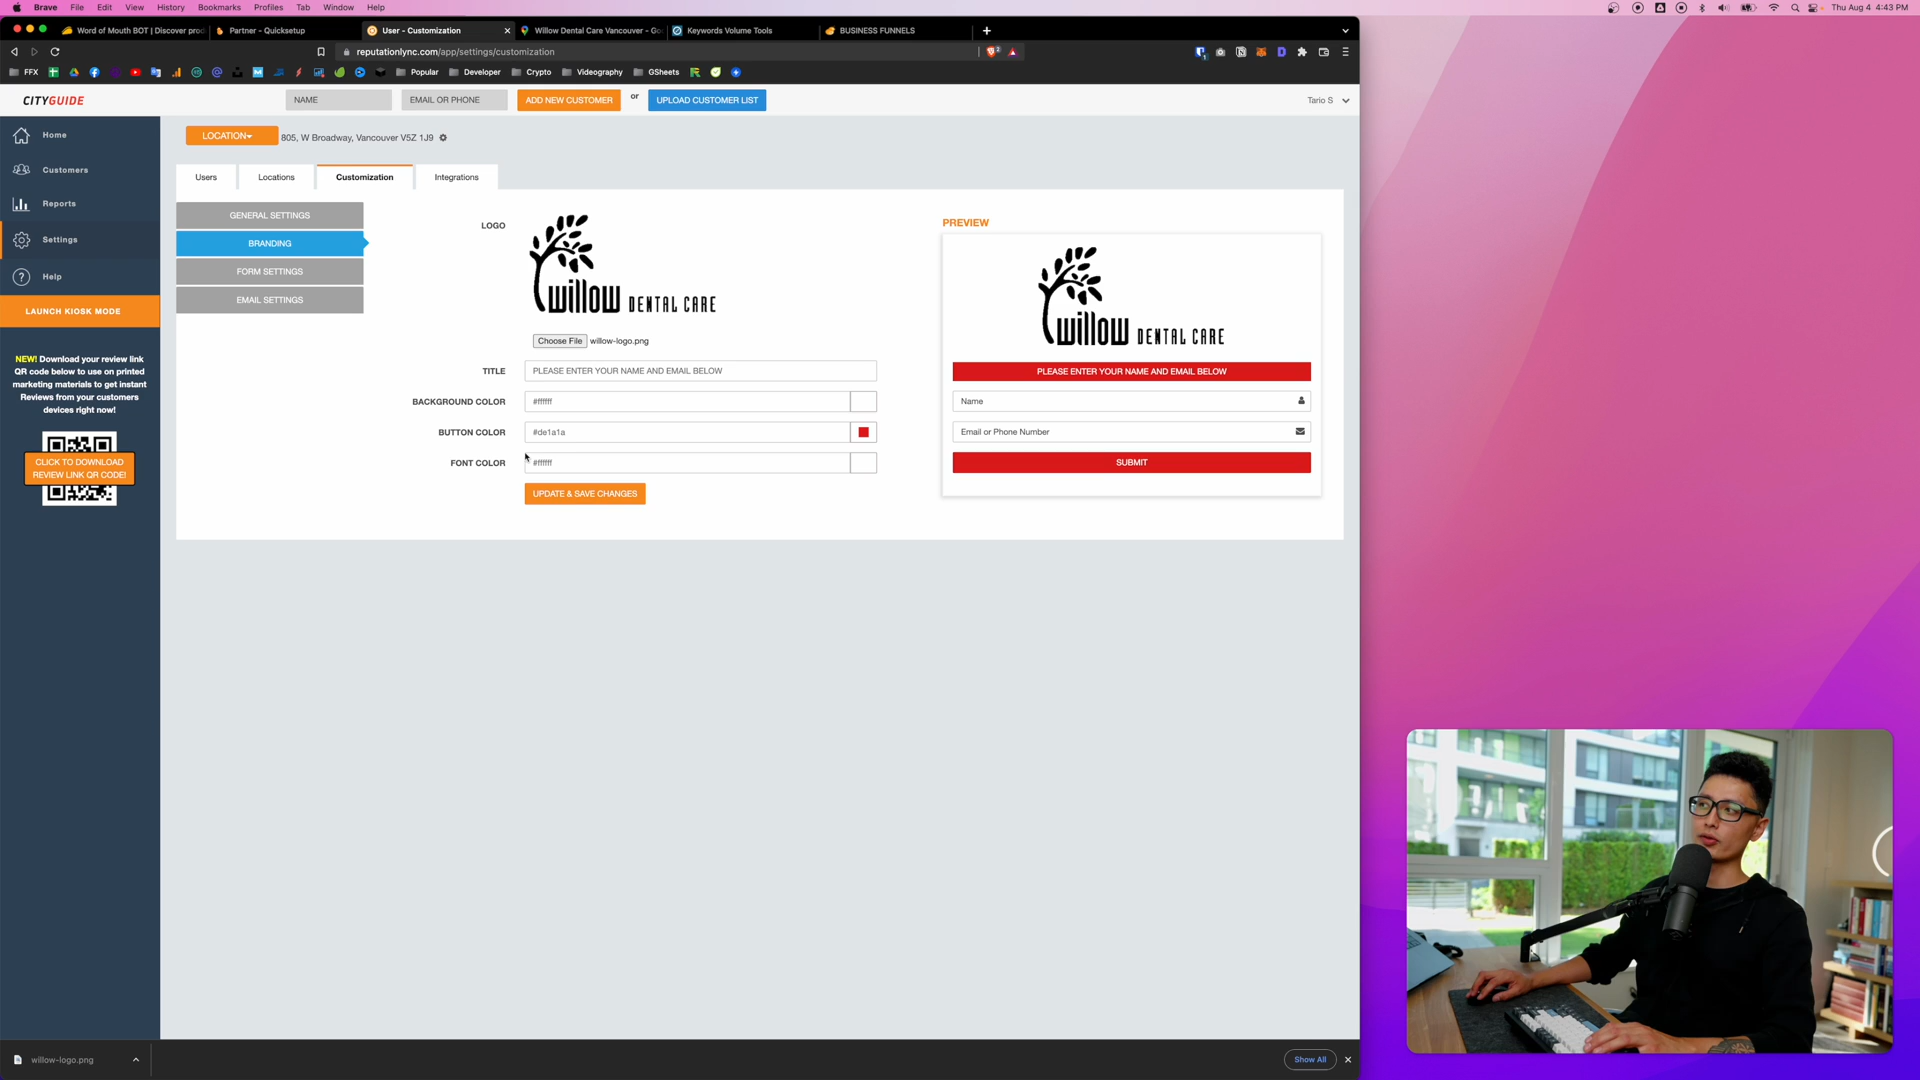 Brave File Edit View History Bookmarks Profiles Tab Window Help
Thu Aug 4 4:43 PM
Word of Mouth BOT | Discover prod
Partner - Quicksetup
User - Customization
Willow Dental Care Vancouver - Go
Keywords Volume Tools
BUSINESS FUNNELS
reputationlync.com/app/settings/customization
FFX
Popular
Developer
Crypto
Videography
GSheets
CITYGUIDE
NAME
EMAIL OR PHONE
ADD NEW CUSTOMER
or
UPLOAD CUSTOMER LIST
Tario S
Home
Customers
Reports
Settings
Help
LAUNCH KIOSK MODE
NEW! Download your review link
QR code below to use on printed
marketing materials to get instant
Reviews from your customers
devices right now!
CLICK TO DOWNLOAD
REVIEW LINK QR CODE!
LOCATION
805, W Broadway, Vancouver V5Z 1J9
Users
Locations
Customization
Integrations
GENERAL SETTINGS
BRANDING
FORM SETTINGS
EMAIL SETTINGS
LOGO
willow DENTAL CARE
Choose File willow-logo.png
TITLE
PLEASE ENTER YOUR NAME AND EMAIL BELOW
BACKGROUND COLOR
#ffffff
BUTTON COLOR
#de1a1a
FONT COLOR
#ffffff
UPDATE & SAVE CHANGES
PREVIEW
willow DENTAL CARE
PLEASE ENTER YOUR NAME AND EMAIL BELOW
Name
Email or Phone Number
SUBMIT
willow-logo.png
Show All